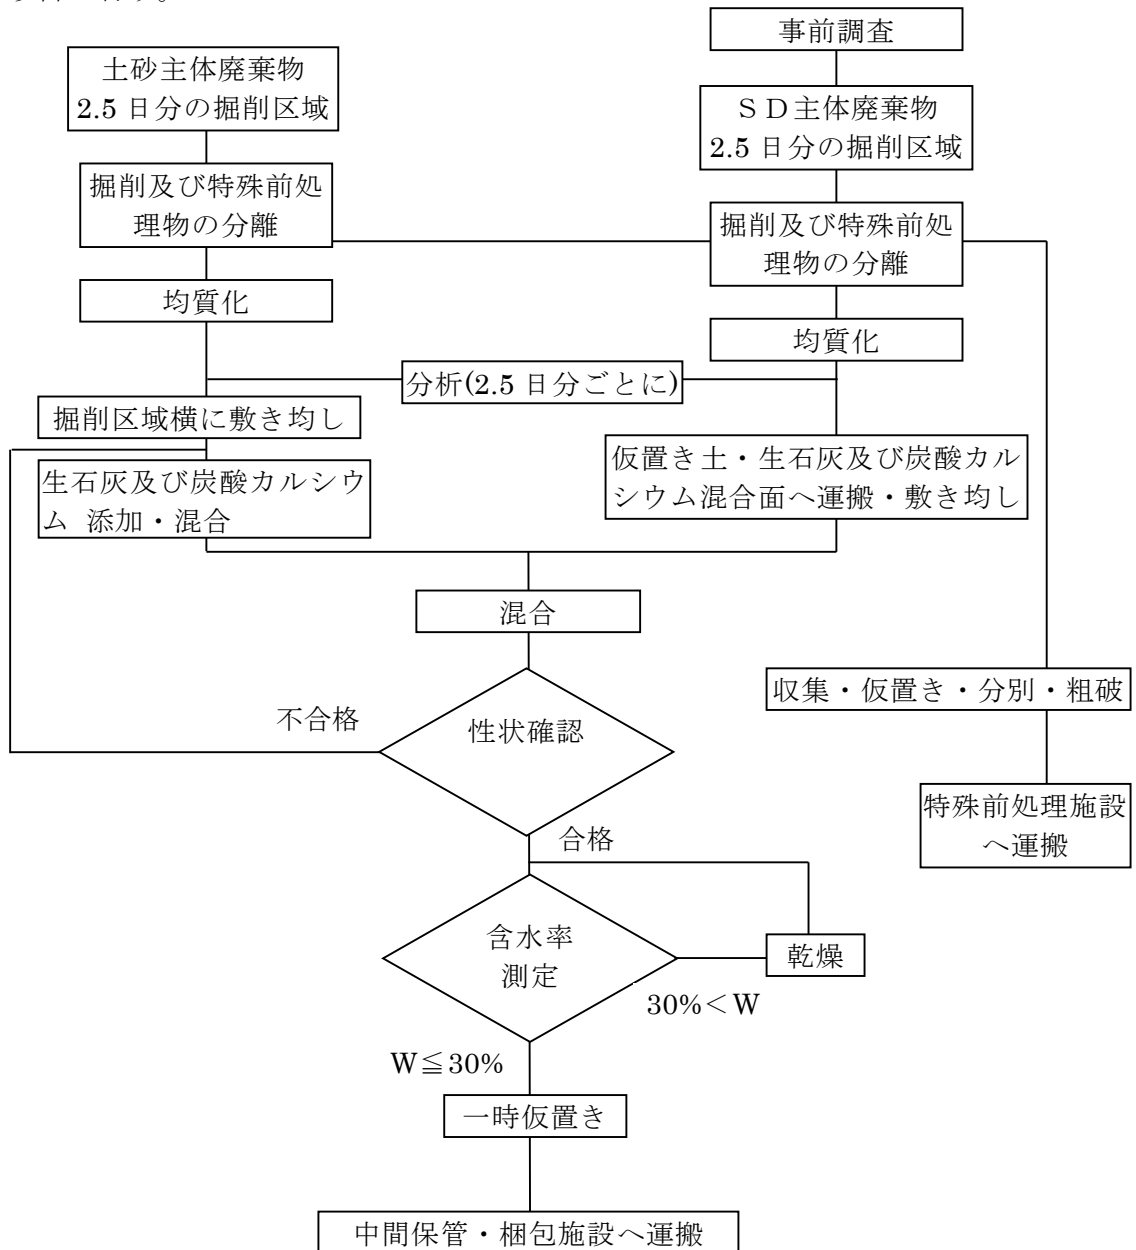 事前調査
土砂主体廃棄物
2.5 日分の掘削区域
ＳＤ主体廃棄物
2.5 日分の掘削区域
掘削及び特殊前処
理物の分離
掘削及び特殊前処
理物の分離
均質化
均質化
分析(2.5 日分ごとに)
掘削区域横に敷き均し
仮置き土・生石灰及び炭酸カル
シウム混合面へ運搬・敷き均し
生石灰及び炭酸カルシウ
ム 添加・混合
混合
収集・仮置き・分別・粗破
不合格
性状確認
特殊前処理施設
へ運搬
合格
含水率
測定
乾燥
30%＜W
W≦30%
一時仮置き
中間保管・梱包施設へ運搬